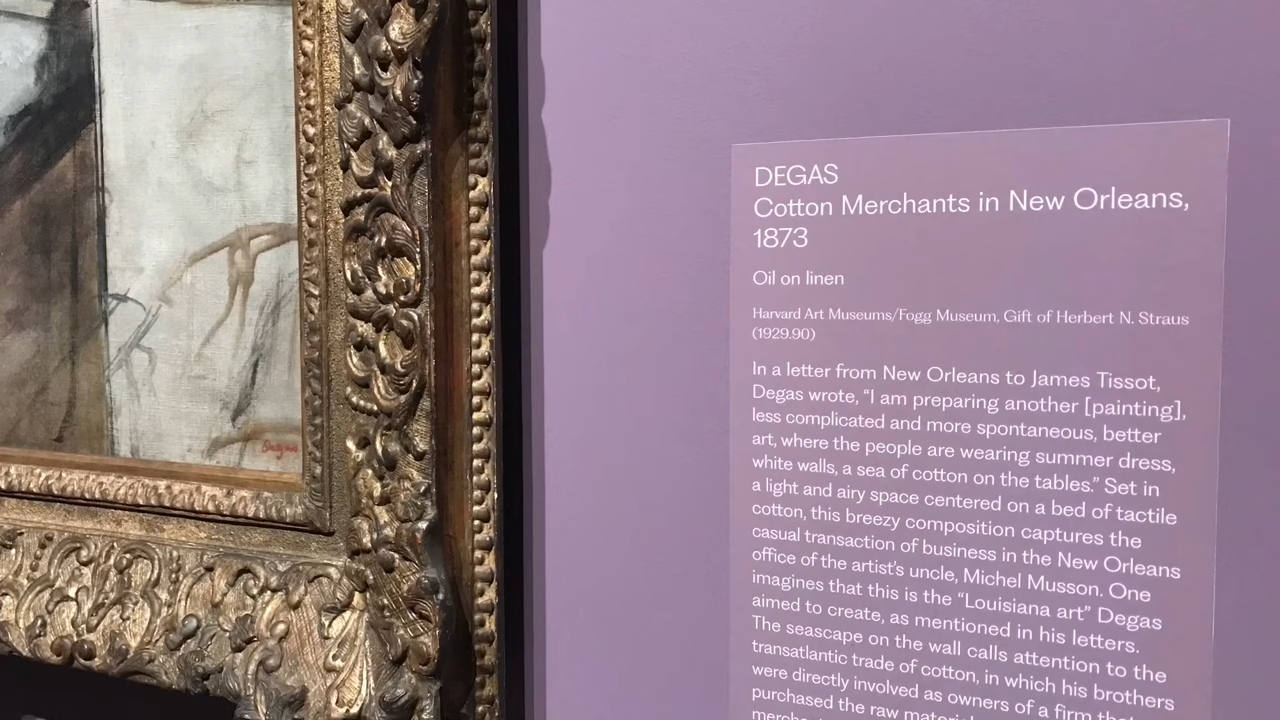 DEGAS
Cotton Merchants in New Orleans,
1873
Oil on linen
Harvard Art Museums/Fogg Museum, Gift of Herbert N. Straus
(1929.90)
In a letter from New Orleans to James Tissot,
Degas wrote, “I am preparing another [painting],
less complicated and more spontaneous, better
art, where the people are wearing summer dress,
white walls, a sea of cotton on the tables.” Set in
a light and airy space centered on a bed of tactile
cotton, this breezy composition captures the
casual transaction of business in the New Orleans
office of the artist’s uncle, Michel Musson. One
imagines that this is the “Louisiana art” Degas
aimed to create, as mentioned in his letters.
The seascape on the wall calls attention to the
transatlantic trade of cotton, in which his brothers
were directly involved as owners of a firm
purchased the raw
Degas